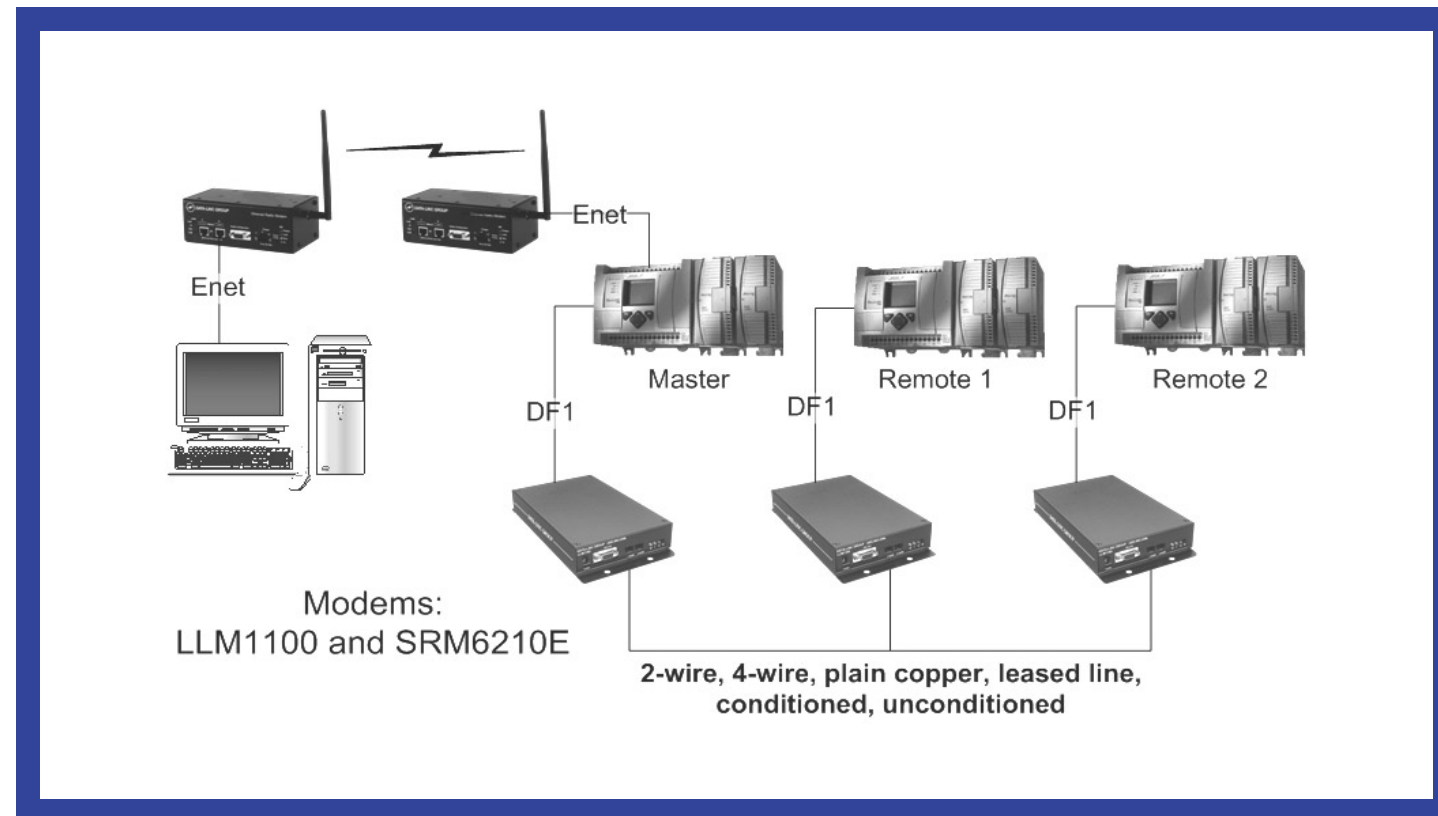 Enet
Enet
Master
Remote 1
Remote 2
DF1
DF1
DF1
Modems:
LLM1100 and SRM6210E
2-wire, 4-wire, plain copper, leased line,
conditioned, unconditioned